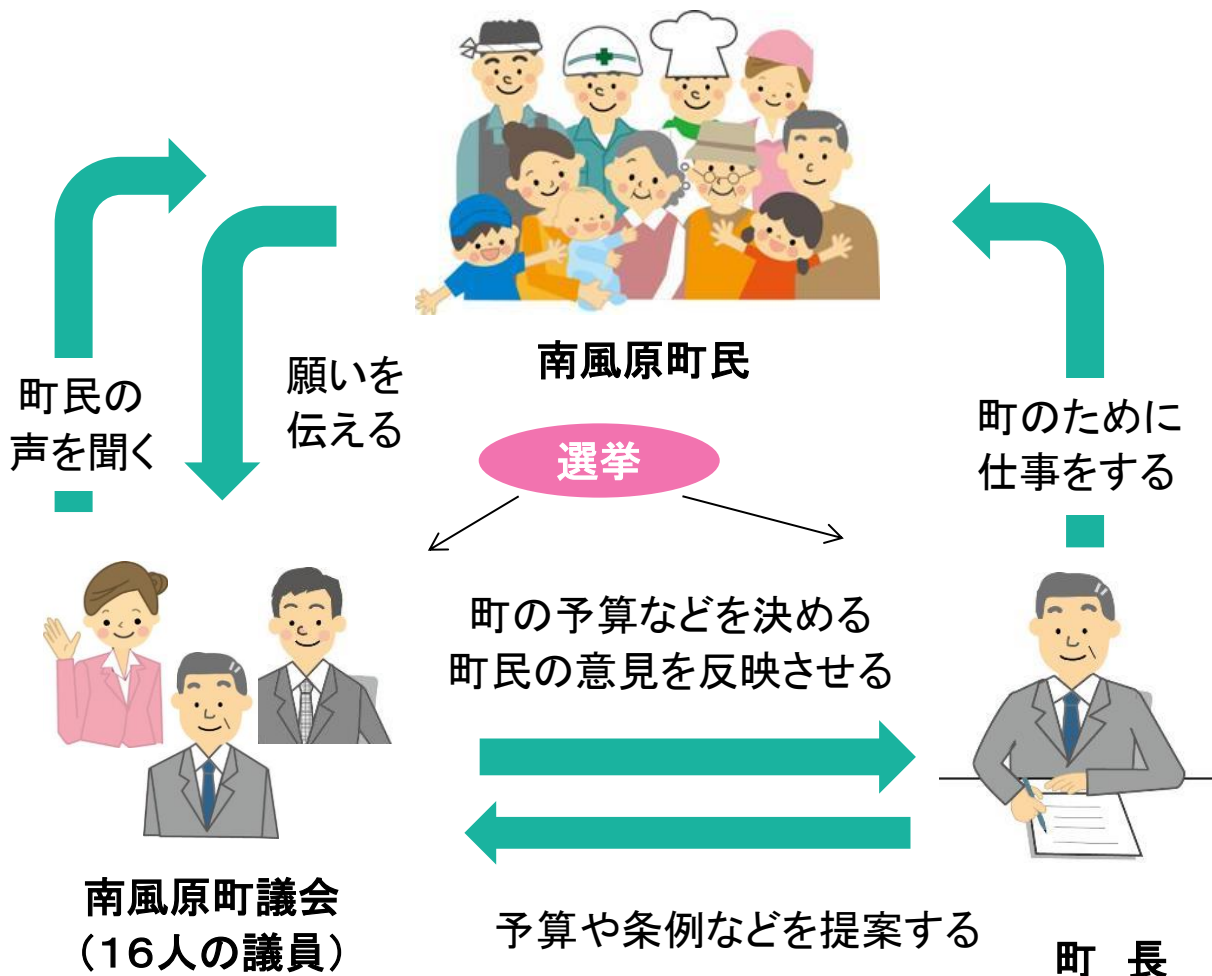 南風原町民
町民の
声を聞く
願いを
伝える
選挙
町のために
仕事をする
町の予算などを決める
町民の意見を反映させる
南風原町議会
（１６人の議員）
予算や条例などを提案する
町　長